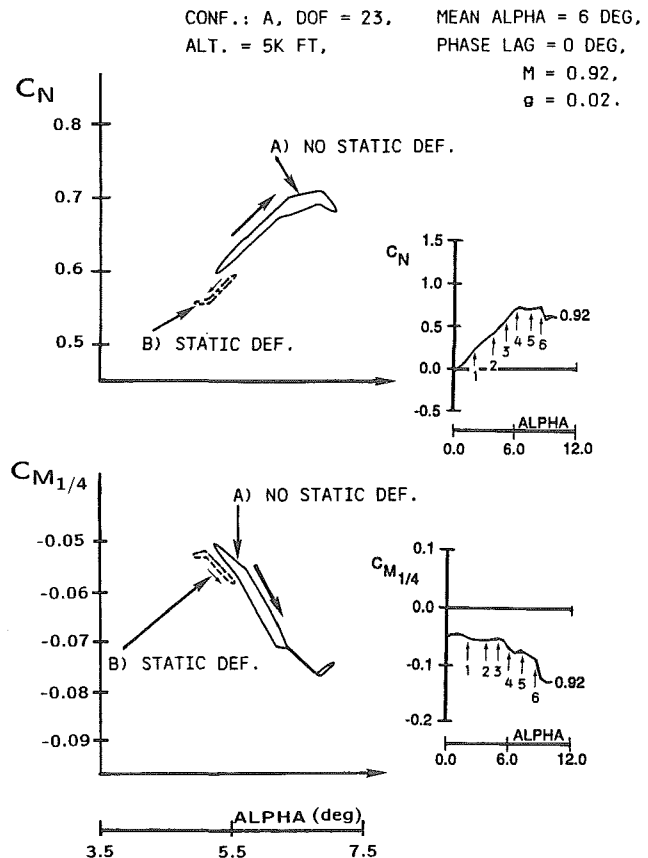 CONF.: A, DOF = 23, MEAN ALPHA = 6 DEG,
ALT. = 5K FT, PHASE LAG = 0 DEG,
M = 0.92,
g = 0.02.
CN
0.8
0.7
0.6
0.5
A) NO STATIC DEF.
B) STATIC DEF.
CN
1.5
1.0
0.5
0.0
-0.5
0.92
1 2 3 4 5 6
ALPHA
0.0 6.0 12.0
CM1/4
-0.05
-0.06
-0.07
-0.08
-0.09
A) NO STATIC DEF.
B) STATIC DEF.
CM1/4
0.1
0.0
-0.1
-0.2
1 2 3 4 5 6
0.92
ALPHA
0.0 6.0 12.0
ALPHA (deg)
3.5 5.5 7.5